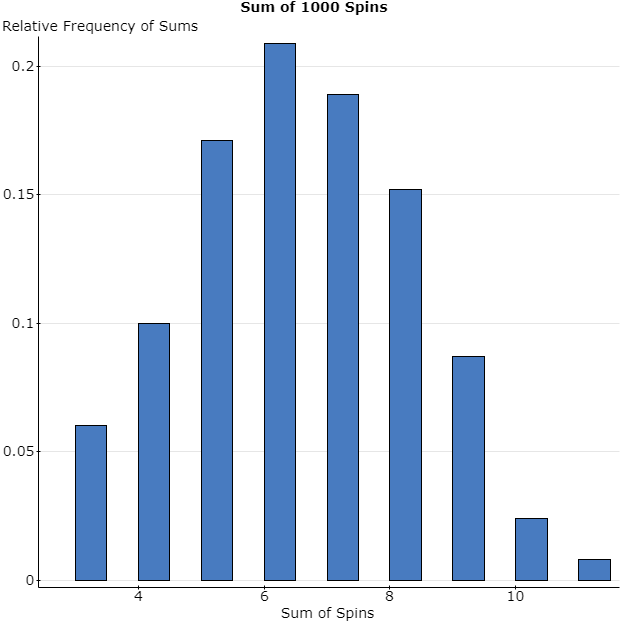 Sum of 1000 Spins
Relative Frequency of Sums
0.2
0.15
0.1
0.05
0
4 6 8 10
Sum of Spins